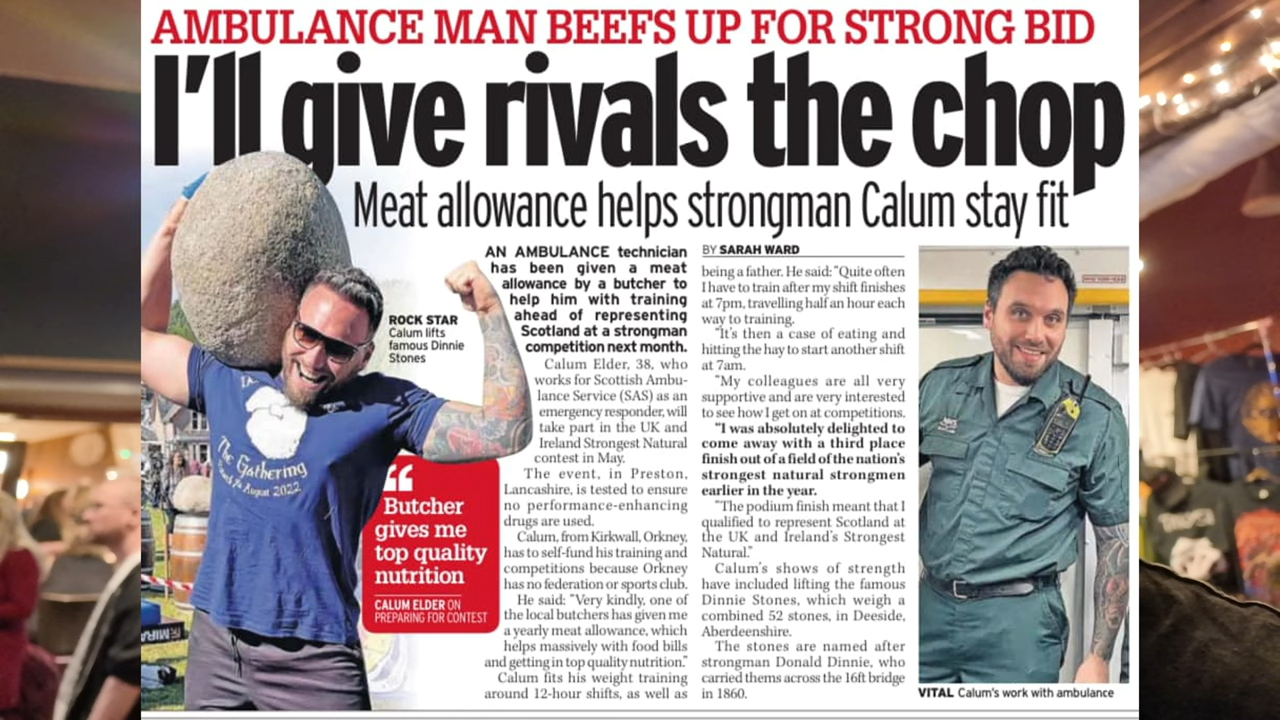 AMBULANCE MAN BEEFS UP FOR STRONG BID
I'll give rivals the chop
Meat allowance helps strongman Calum stay fit
ROCK STAR
Calum lifts
famous Dinnie
Stones
The Gathering
August 2022
“
Butcher
gives me
top quality
nutrition
CALUM ELDER ON
PREPARING FOR CONTEST
AN AMBULANCE technician
has been given a meat
allowance by a butcher to
help him with training
ahead of representing
Scotland at a strongman
competition next month.
Calum Elder, 38, who
works for Scottish Ambu-
lance Service (SAS) as an
emergency responder, will
take part in the UK and
Ireland Strongest Natural
contest in May.
The event, in Preston,
Lancashire, is tested to ensure
no performance-enhancing
drugs are used.
Calum, from Kirkwall, Orkney,
has to self-fund his training and
competitions because Orkney
has no federation or sports club.
He said: “Very kindly, one of
the local butchers has given me
a yearly meat allowance, which
helps massively with food bills
and getting in top quality nutrition.”
Calum fits his weight training
around 12-hour shifts, as well as
BY SARAH WARD
being a father. He said: “Quite often
I have to train after my shift finishes
at 7pm, travelling half an hour each
way to training.
“It’s then a case of eating and
hitting the hay to start another shift
at 7am.
“My colleagues are all very
supportive and are very interested
to see how I get on at competitions.
“I was absolutely delighted to
come away with a third place
finish out of a field of the nation’s
strongest natural strongmen
earlier in the year.
“The podium finish meant that I
qualified to represent Scotland at
the UK and Ireland’s Strongest
Natural.”
Calum’s shows of strength
have included lifting the famous
Dinnie Stones, which weigh a
combined 52 stones, in Deeside,
Aberdeenshire.
The stones are named after
strongman Donald Dinnie, who
carried them across the 16ft bridge
in 1860.
VITAL Calum’s work with ambulance